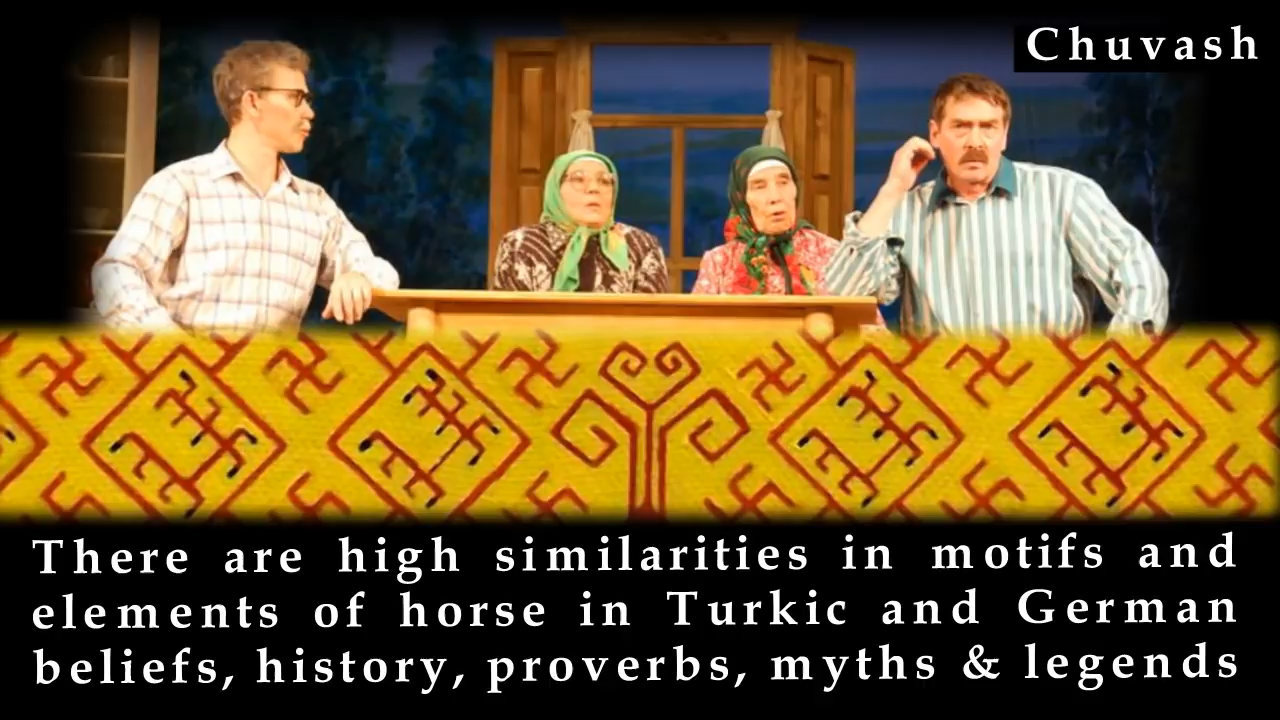 Chuvash
There are high similarities in motifs and
elements of horse in Turkic and German
beliefs, history, proverbs, myths & legends